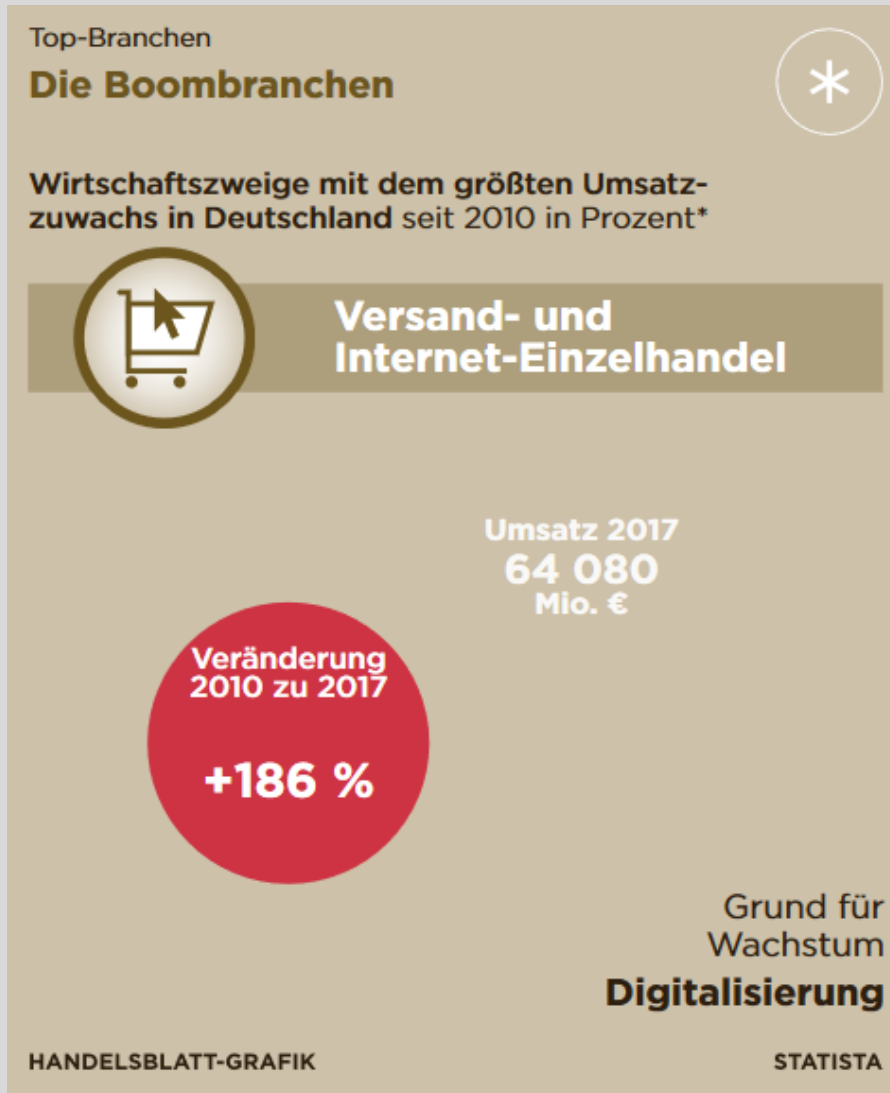 Top-Branchen
Die Boombranchen
*
Wirtschaftszweige mit dem größten Umsatz-
zuwachs in Deutschland seit 2010 in Prozent*
Versand- und
Internet-Einzelhandel
Umsatz 2017
64 080
Mio. €
Veränderung
2010 zu 2017
+186 %
Grund für
Wachstum
Digitalisierung
HANDELSBLATT-GRAFIK
STATISTA